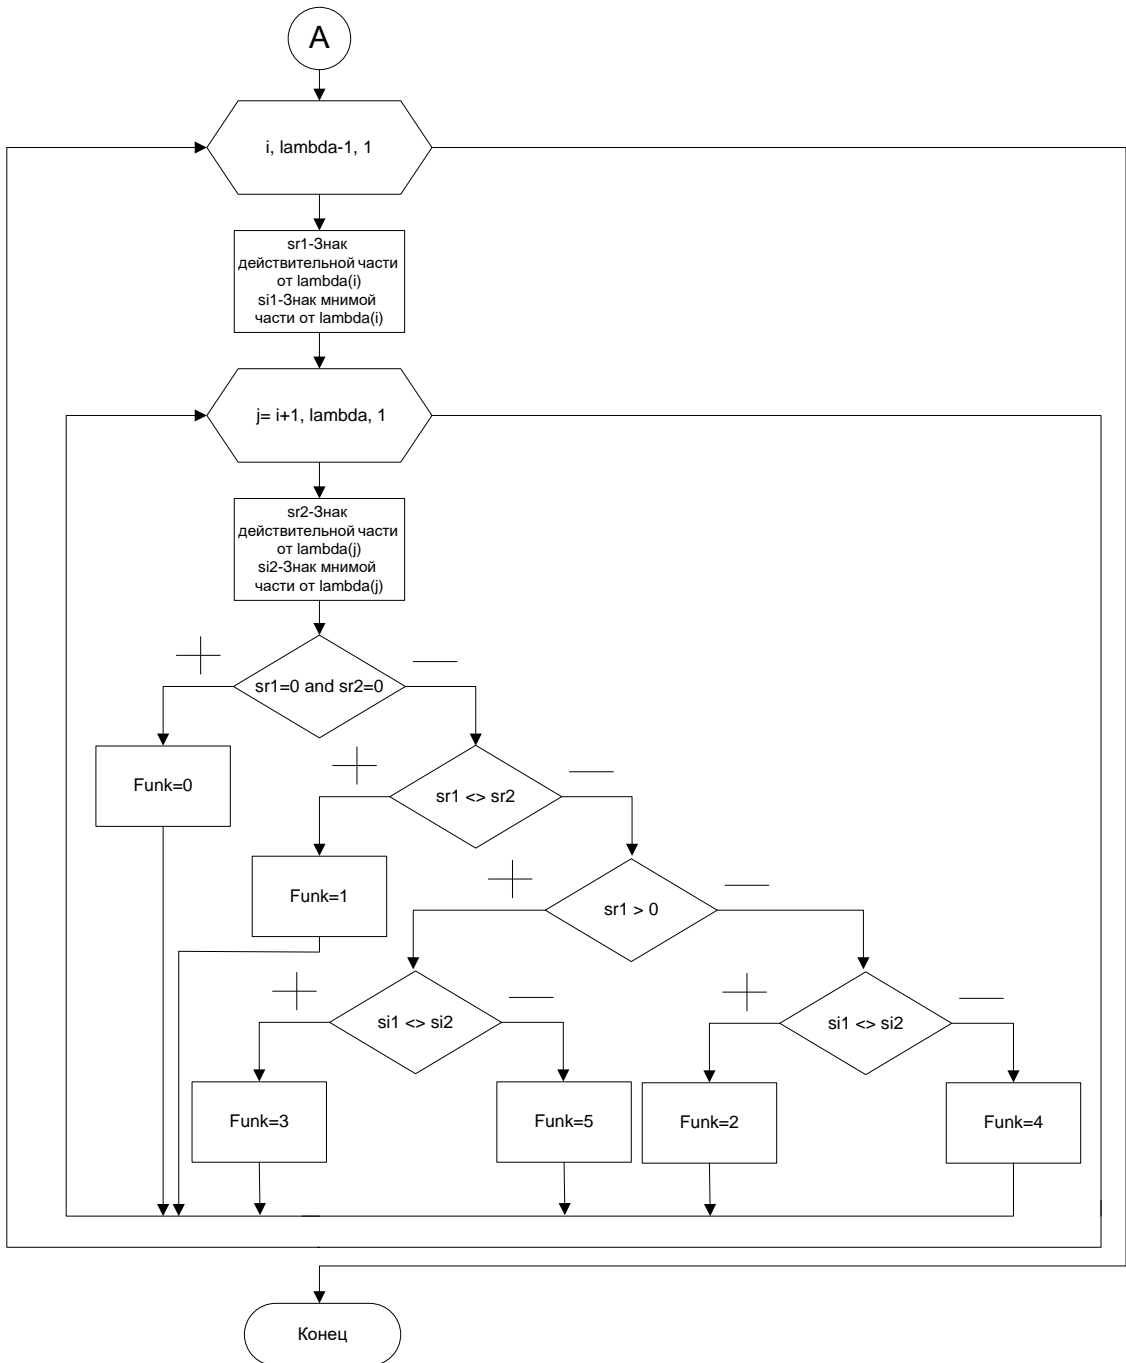 A
i, lambda-1, 1
sr1-Знак
действительной части
от lambda(i)
si1-Знак мнимой
части от lambda(i)
j= i+1, lambda, 1
sr2-Знак
действительной части
от lambda(j)
si2-Знак мнимой
части от lambda(j)
sr1=0 and sr2=0
Funk=0
sr1 <> sr2
Funk=1
sr1 > 0
si1 <> si2
si1 <> si2
Funk=3
Funk=5
Funk=2
Funk=4
Конец